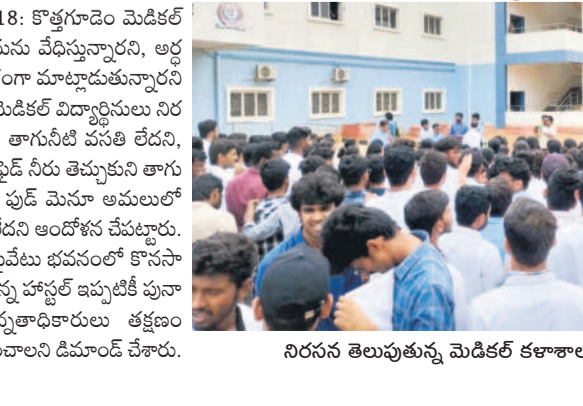 18: కొత్తగూడెం మెడికల్
ను వేధిస్తున్నారని, అర్ధ
గా మాట్లాడుతున్నారని
మెడికల్ విద్యార్థినులు నిర
తాగునీటి వసతి లేదని,
నీరు తెచ్చుకుని తాగు
ఫుడ్ మెనూ అమలులో
లేదని ఆందోళన చేపట్టారు.
భవనంలో కొనసా
న్న హాస్టల్ ఇప్పటికీ పునా
న్నతాధికారులు తక్షణం
చాలని డిమాండ్ చేశారు.
నిరసన తెలుపుతున్న మెడికల్ కళాశాల